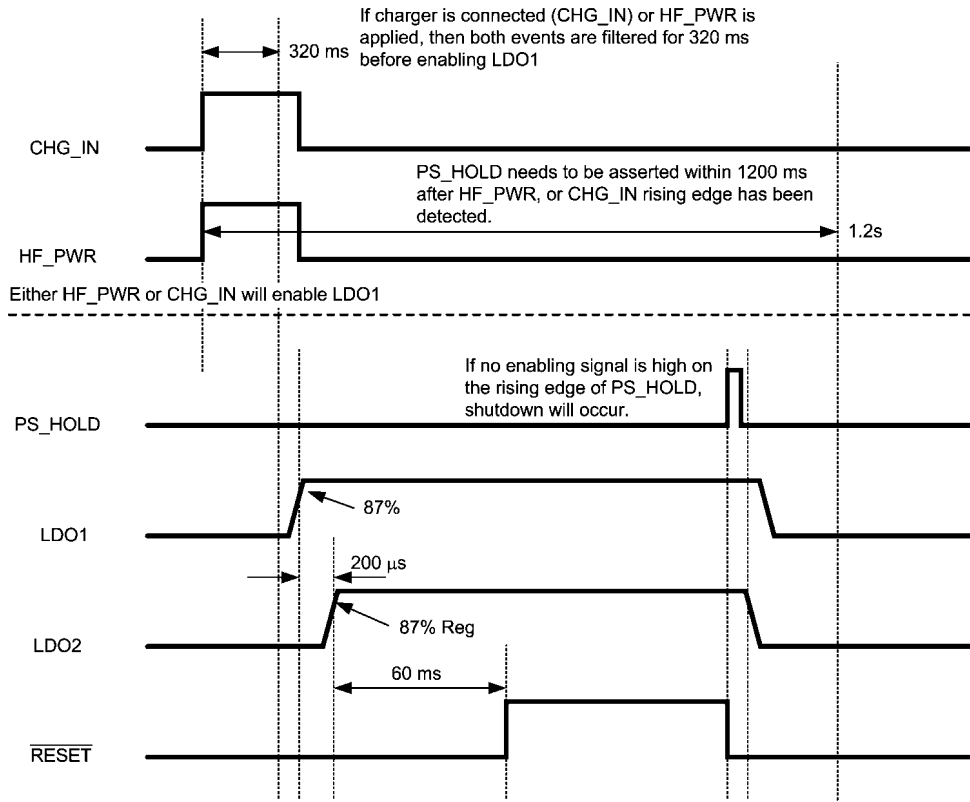 If charger is connected (CHG_IN) or HF_PWR is
applied, then both events are filtered for 320 ms
before enabling LDO1
320 ms
CHG_IN
PS_HOLD needs to be asserted within 1200 ms
after HF_PWR, or CHG_IN rising edge has been
detected.
1.2s
HF_PWR
Either HF_PWR or CHG_IN will enable LDO1
If no enabling signal is high on
the rising edge of PS_HOLD,
shutdown will occur.
PS_HOLD
87%
LDO1
200 µs
87% Reg
LDO2
60 ms
RESET